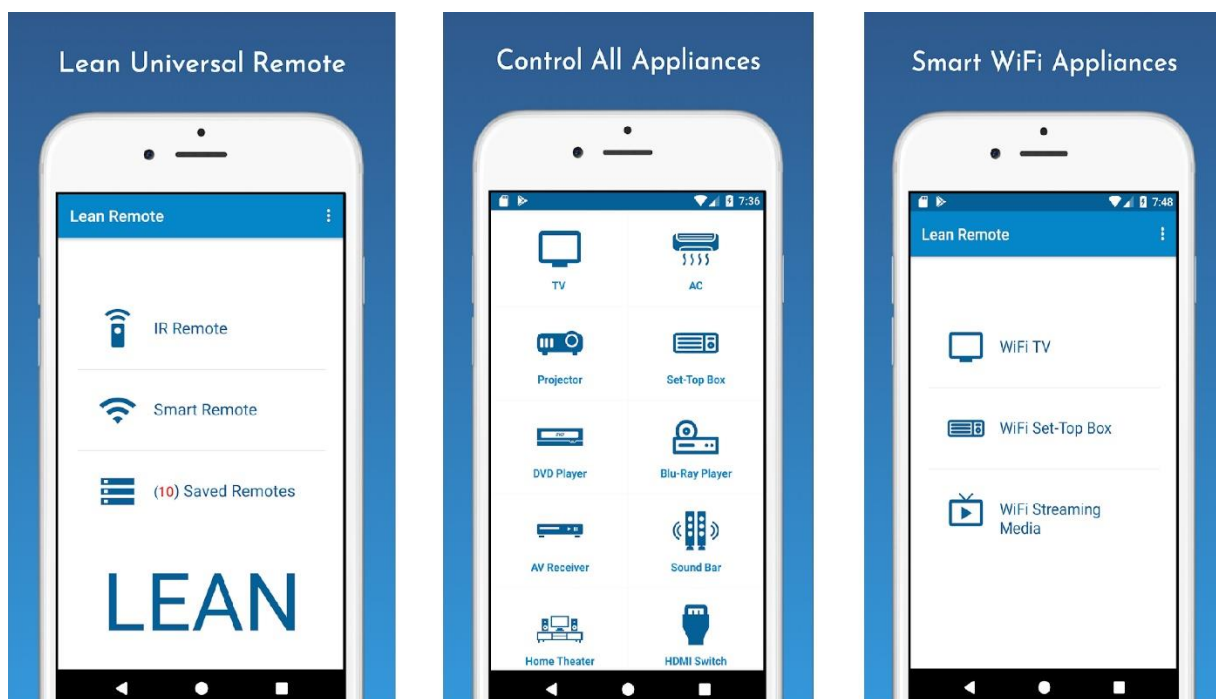 Lean Universal Remote
Lean Remote
IR Remote
Smart Remote
(10) Saved Remotes
LEAN
Control All Appliances
7:36
TV
AC
Projector
Set-Top Box
DVD Player
Blu-Ray Player
AV Receiver
Sound Bar
Home Theater
HDMI Switch
Smart WiFi Appliances
7:48
Lean Remote
WiFi TV
WiFi Set-Top Box
WiFi Streaming
Media